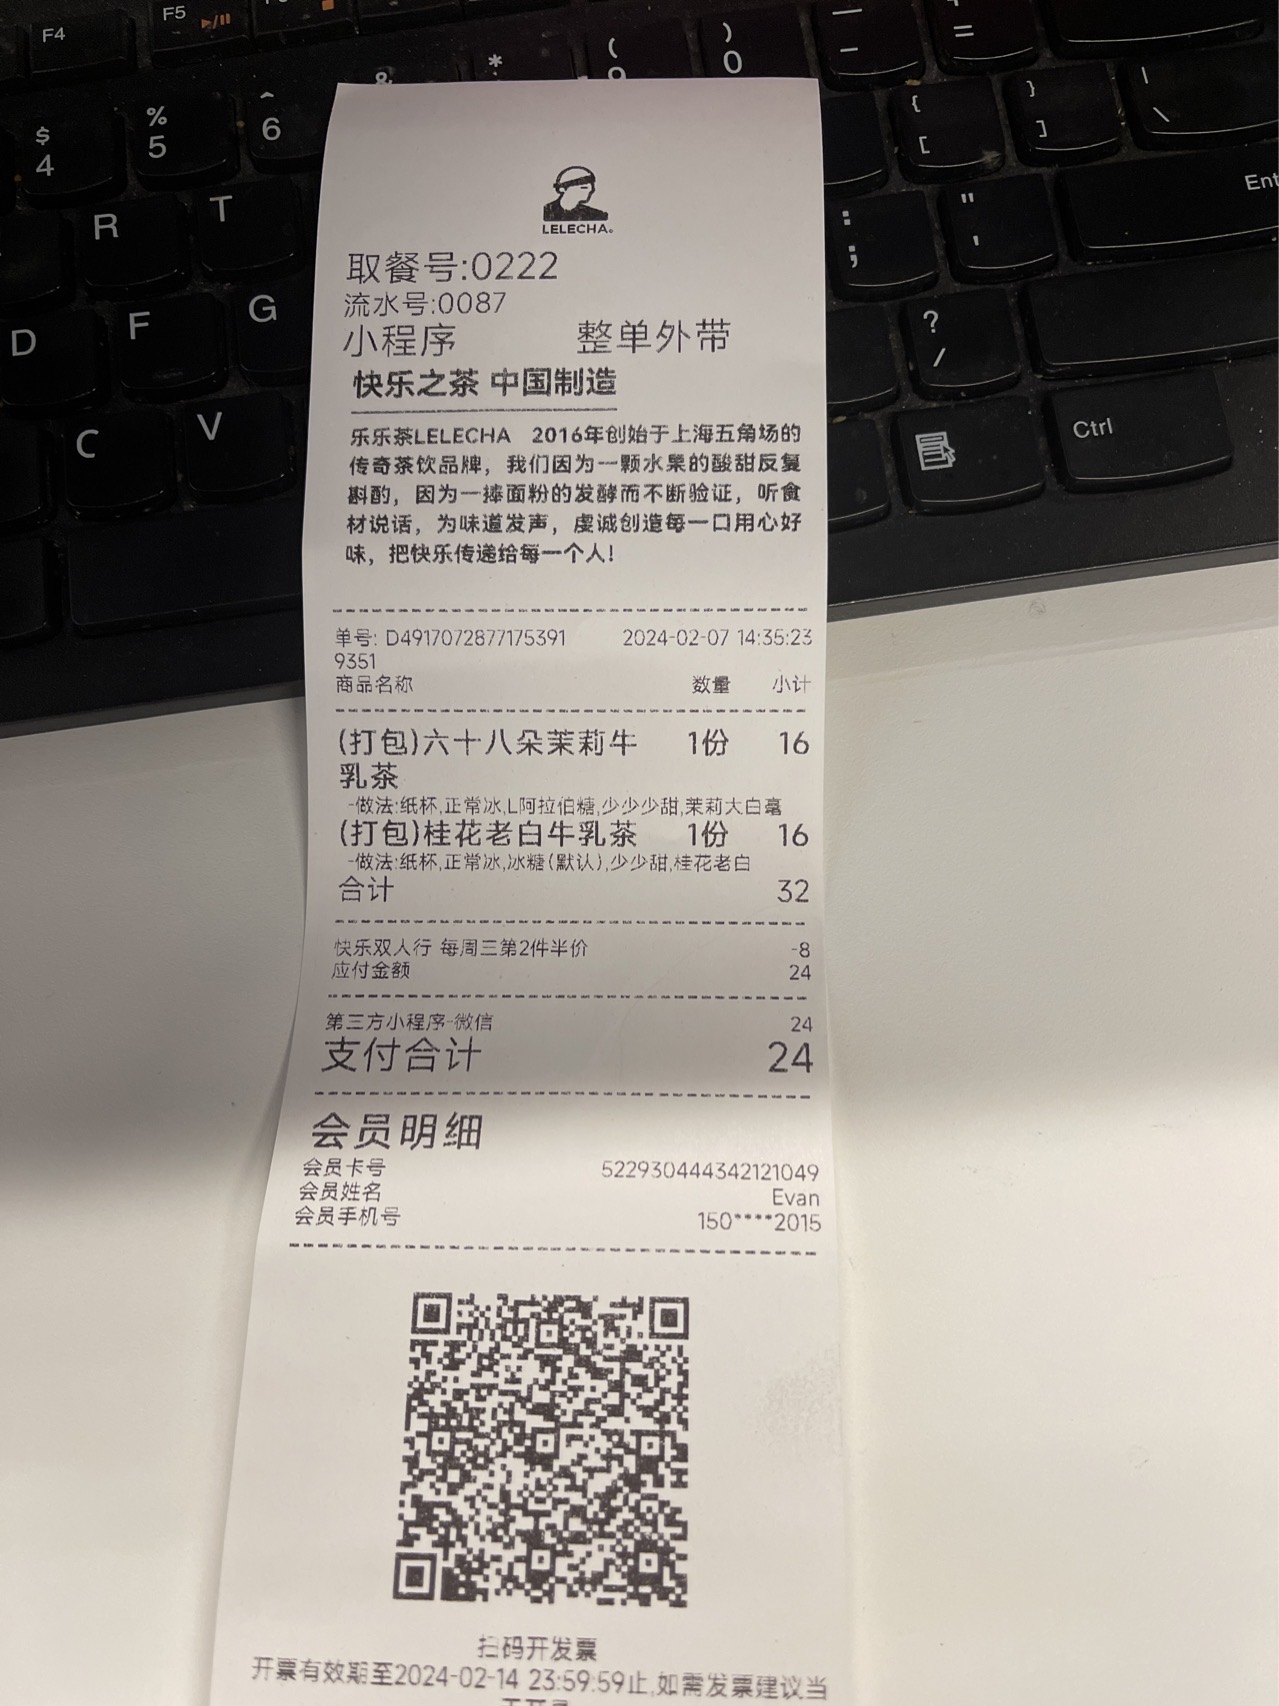 F4
F5
$
4
%
5
^
6
&
*
(
9
)
0
—
-
=
{
[
}
]
|
\
R
T
:
;
"
'
Ent
D
F
G
?
/
C
V
Ctrl
LELECHA
取餐号:0222
流水号:0087
小程序 整单外带
快乐之茶 中国制造
乐乐茶LELECHA 2016年创始于上海五角场的
传奇茶饮品牌，我们因为一颗水果的酸甜反复
斟酌，因为一捧面粉的发酵而不断验证，听食
材说话，为味道发声，虔诚创造每一口用心好
味，把快乐传递给每一个人!
单号: D4917072877175391 2024-02-07 14:35:23
9351
商品名称 数量 小计
(打包)六十八朵茉莉牛 1份 16
乳茶
-做法:纸杯,正常冰,L阿拉伯糖,少少少甜,茉莉大白毫
(打包)桂花老白牛乳茶 1份 16
-做法:纸杯,正常冰,冰糖(默认),少少甜,桂花老白
合计 32
快乐双人行 每周三第2件半价 -8
应付金额 24
第三方小程序-微信 24
支付合计 24
会员明细
会员卡号 522930444342121049
会员姓名 Evan
会员手机号 150****2015
扫码开发票
开票有效期至2024-02-14 23:59:59止,如需发票建议当